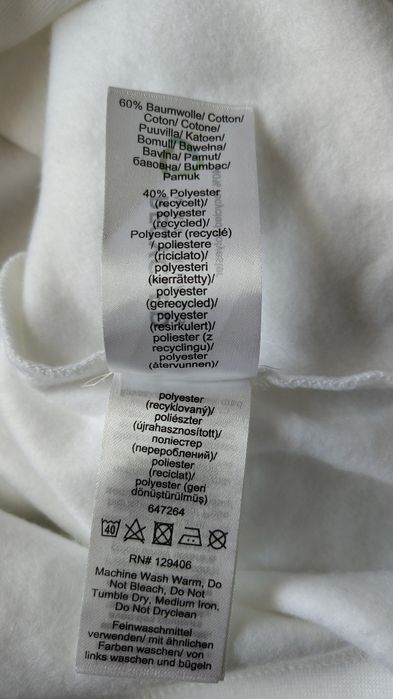 60% Baumwolle/ Cotton/
Coton/ Cotone/
Puuvilla/ Katoen/
Bomull/ Bawełna/
Bavlna/ Pamut/
бавовна/ Bumbac/
Pamuk
40% Polyester
(recycelt)/
polyester
(recycled)/
Polyester (recyclé)
/ poliestere
(riciclato)/
polyesteri
(kierrätetty)/
polyester
(gerecycled)/
polyester
(resirkulert)/
poliester (z
recyclingu)/
polyester
(återvunnen)/
polyester
(recyklovaný)/
poliészter
(újrahasznosított)/
поліестер
(перероблений)/
poliester
(reciclat)/
polyester (geri
dönüştürülmüş)
647264
40
RN# 129406
Machine Wash Warm, Do
Not Bleach, Do Not
Tumble Dry, Medium Iron,
Do Not Dryclean
Feinwaschmittel
verwenden/ mit ähnlichen
Farben waschen/ von
links waschen und bügeln